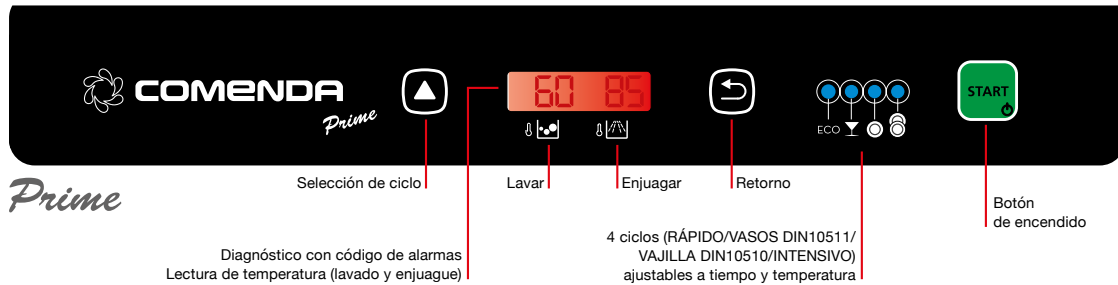 COMENDA
Prime
60 85
ECO
START
Prime
Selección de ciclo
Lavar
Enjuagar
Retorno
Botón
de encendido
Diagnóstico con código de alarmas
Lectura de temperatura (lavado y enjuague)
4 ciclos (RÁPIDO/VASOS DIN10511/
VAJILLA DIN10510/INTENSIVO)
ajustables a tiempo y temperatura